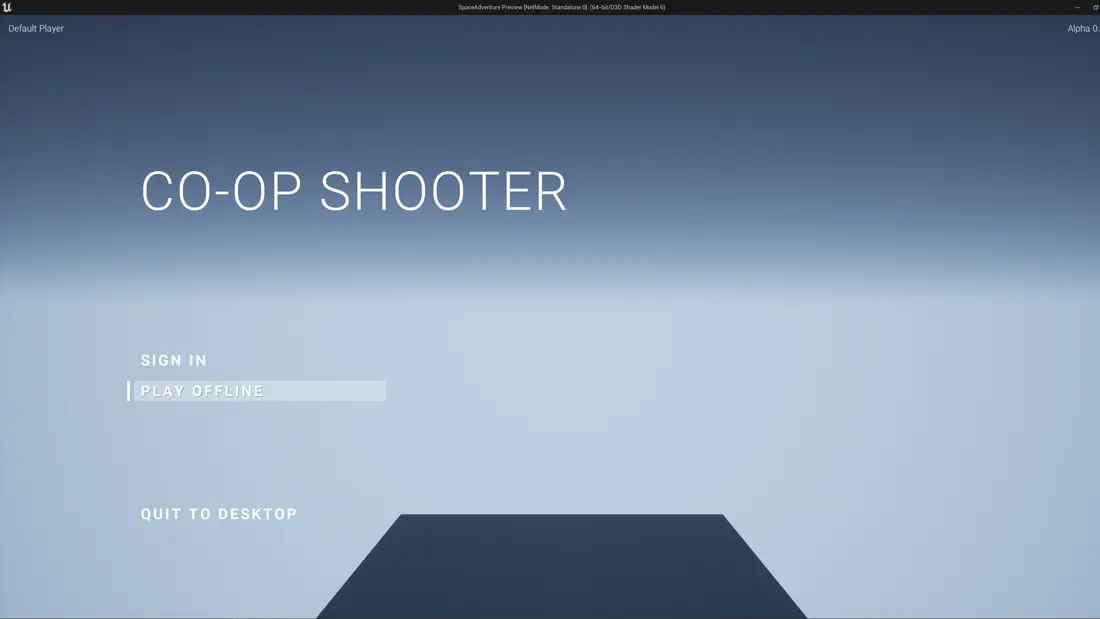 SpaceAdventure Preview [NetMode: Standalone 0] (64-bit/D3D Shader Model 6)
Default Player
Alpha 0.
CO-OP SHOOTER
SIGN IN
PLAY OFFLINE
QUIT TO DESKTOP